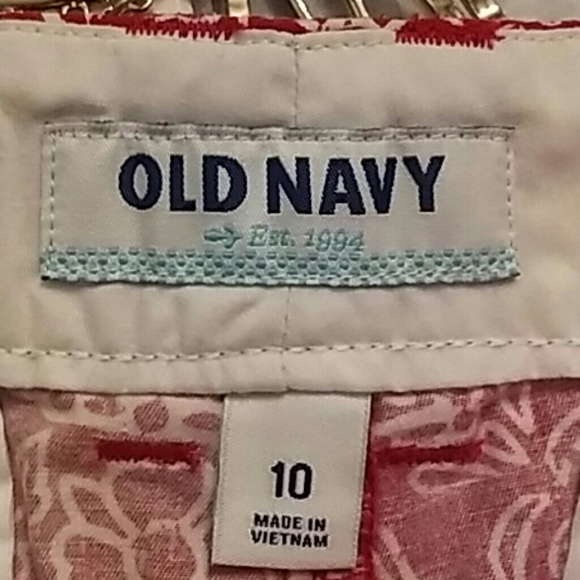 OLD NAVY
Est. 1994
10
MADE IN
VIETNAM